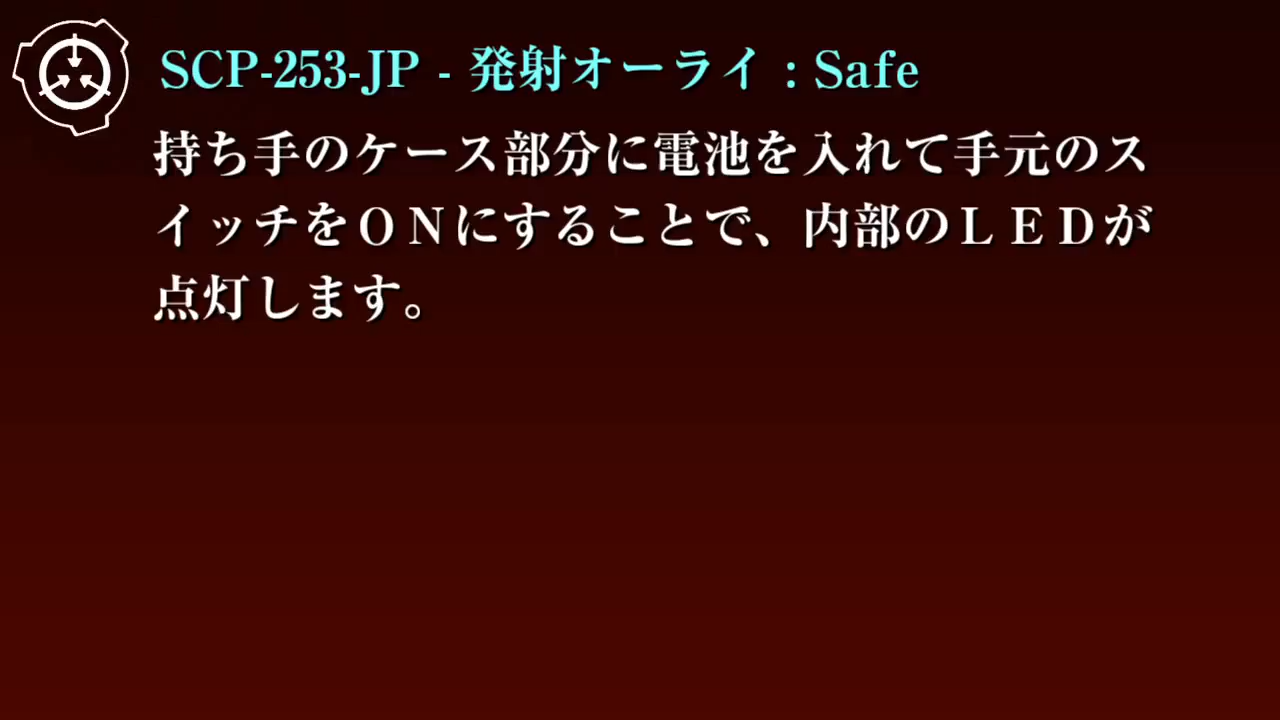 SCP-253-JP - 発射オーライ : Safe
持ち手のケース部分に電池を入れて手元のス
イッチをＯＮにすることで、内部のＬＥＤが
点灯します。